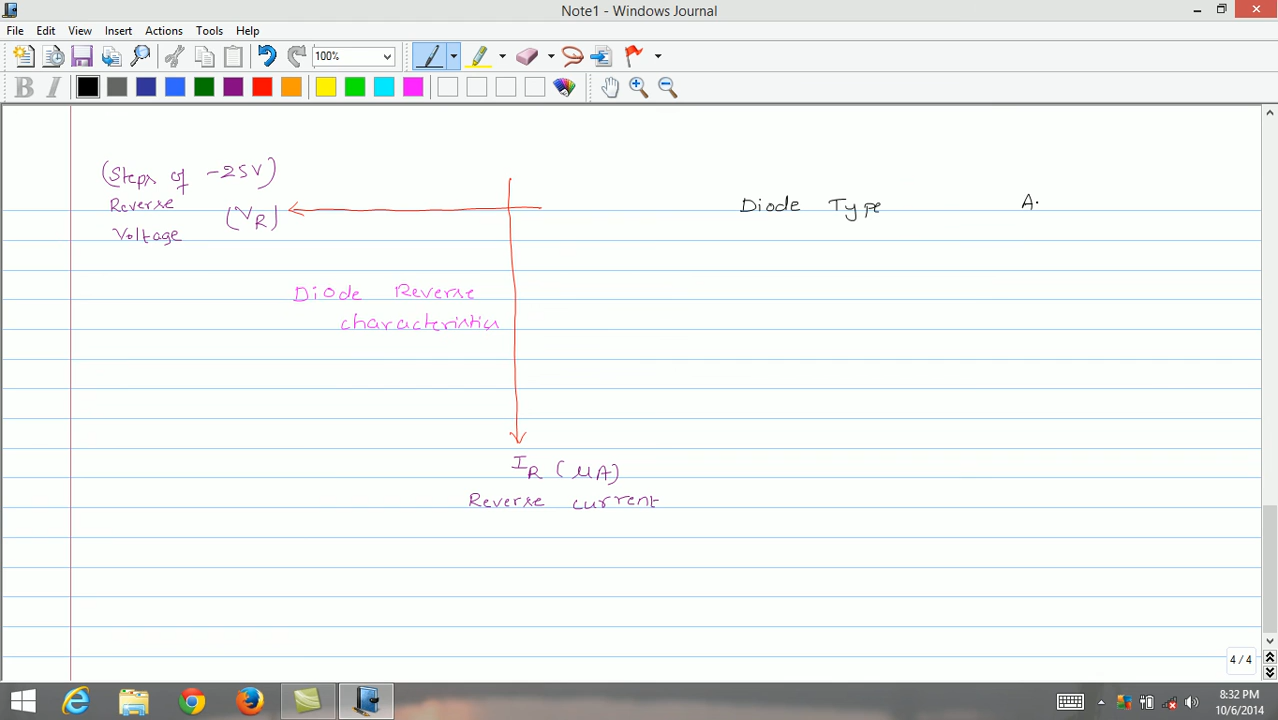 Note1 - Windows Journal
File Edit View Insert Actions Tools Help
100%
B I
(Steps of -25V)
Reverse
Voltage
(VR)
Diode Type A.
Diode Reverse
characteristics
IR (μA)
Reverse current
4 / 4
8:32 PM
10/6/2014